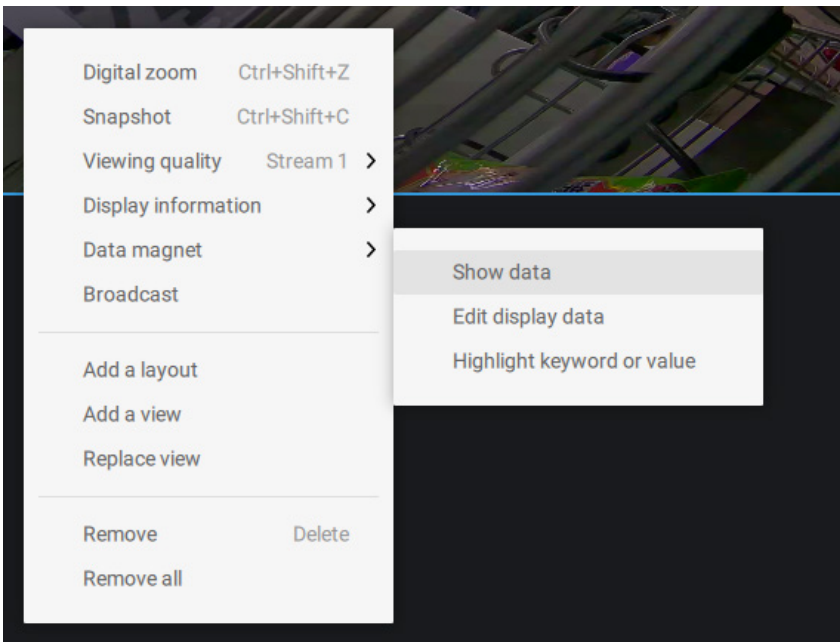 Digital zoom Ctrl+Shift+Z
Snapshot Ctrl+Shift+C
Viewing quality Stream 1
Display information
Data magnet
Broadcast
Add a layout
Add a view
Replace view
Remove Delete
Remove all
Show data
Edit display data
Highlight keyword or value